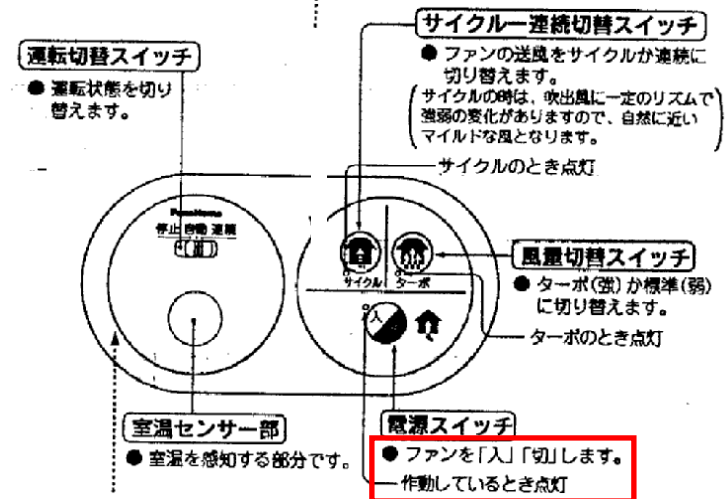 運転切替スイッチ
● 運転状態を切り
替えます。
サイクル－連続切替スイッチ
● ファンの送風をサイクルか連続に
切り替えます。
(サイクルの時は、吹出風に一定のリズムで
強弱の変化がありますので、自然に近い
マイルドな風となります。)
サイクルのとき点灯
PanaHome
停止 自動 連続
サイクル
ターボ
入
風量切替スイッチ
● ターボ(強)か標準(弱)
に切り替えます。
ターボのとき点灯
室温センサー部
● 室温を感知する部分です。
電源スイッチ
● ファンを「入」「切」します。
作動しているとき点灯